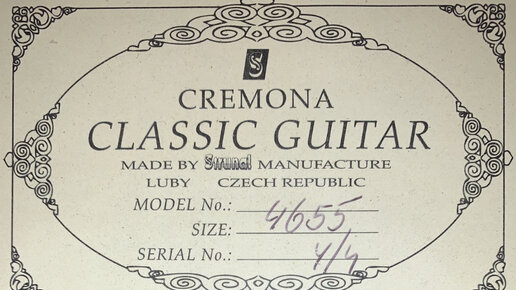 S
CREMONA
CLASSIC GUITAR
MADE BY Strunal MANUFACTURE
LUBY CZECH REPUBLIC
MODEL No.: 4655
SIZE:
SERIAL No.: 4/4